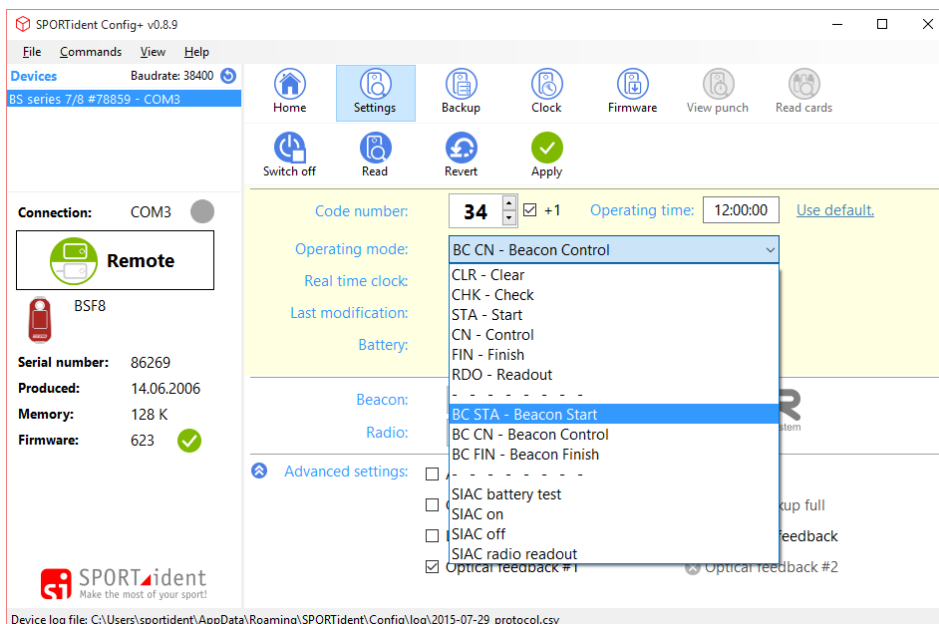 SPORTident Config+ v0.8.9
File Commands View Help
Devices Baudrate: 38400
BS series 7/8 #78859 - COM3
Home Settings Backup Clock Firmware View punch Read cards
Switch off Read Revert Apply
Connection: COM3
Remote
BSF8
Serial number: 86269
Produced: 14.06.2006
Memory: 128 K
Firmware: 623
SPORTident
Make the most of your sport!
Code number: 34 +1 Operating time: 12:00:00 Use default.
Operating mode: BC CN - Beacon Control
Real time clock:
Last modification:
Battery:
CLR - Clear
CHK - Check
STA - Start
CN - Control
FIN - Finish
RDO - Readout
- - - - - - - -
BC STA - Beacon Start
BC CN - Beacon Control
BC FIN - Beacon Finish
- - - - - - - -
SIAC battery test
SIAC on
SIAC off
SIAC radio readout
Beacon:
Radio:
Advanced settings:
feedback
Optical feedback #1 Optical feedback #2
Device log file: C:\Users\sportident\AppData\Roaming\SPORTident\Config\log\2015-07-29_protocol.csv